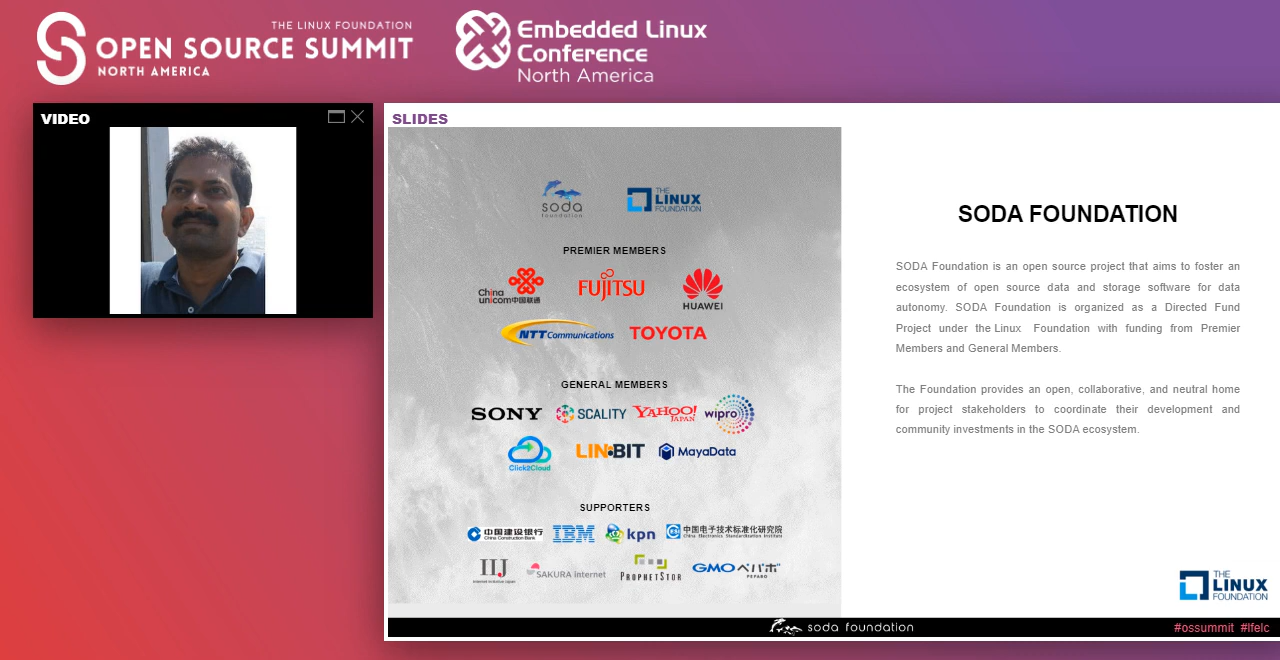 THE LINUX FOUNDATION
OPEN SOURCE SUMMIT
NORTH AMERICA
Embedded Linux
Conference
North America
VIDEO
SLIDES
soda
foundation
THE
LINUX
FOUNDATION
PREMIER MEMBERS
China
unicom中国联通
FUJITSU
HUAWEI
NTT Communications
TOYOTA
GENERAL MEMBERS
SONY
SCALITY
YAHOO!
JAPAN
wipro
Click2Cloud
LINBIT
MayaData
SUPPORTERS
中国建设银行
China Construction Bank
IBM
kpn
中国电子技术标准化研究院
China Electronics Standardization Institute
IIJ
Internet Initiative Japan
SAKURA internet
PROPHETSTOR
GMOペパボ
PEPABO
SODA FOUNDATION
SODA Foundation is an open source project that aims to foster an
ecosystem of open source data and storage software for data
autonomy. SODA Foundation is organized as a Directed Fund
Project under the Linux Foundation with funding from Premier
Members and General Members.
The Foundation provides an open, collaborative, and neutral home
for project stakeholders to coordinate their development and
community investments in the SODA ecosystem.
THE
LINUX
FOUNDATION
soda foundation
#ossummit #lfelc